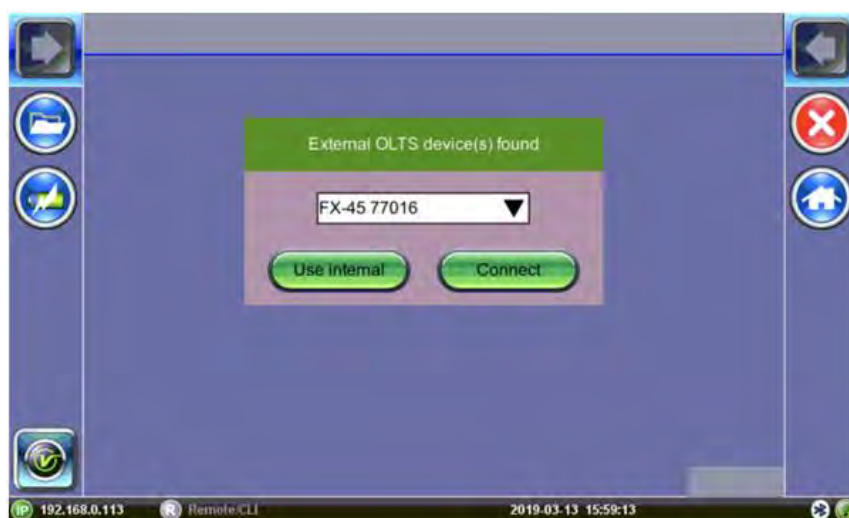 External OLTS device(s) found
FX-45 77016
Use internal
Connect
IP 192.168.0.113
R Remote/CLI
2019-03-13 15:59:13